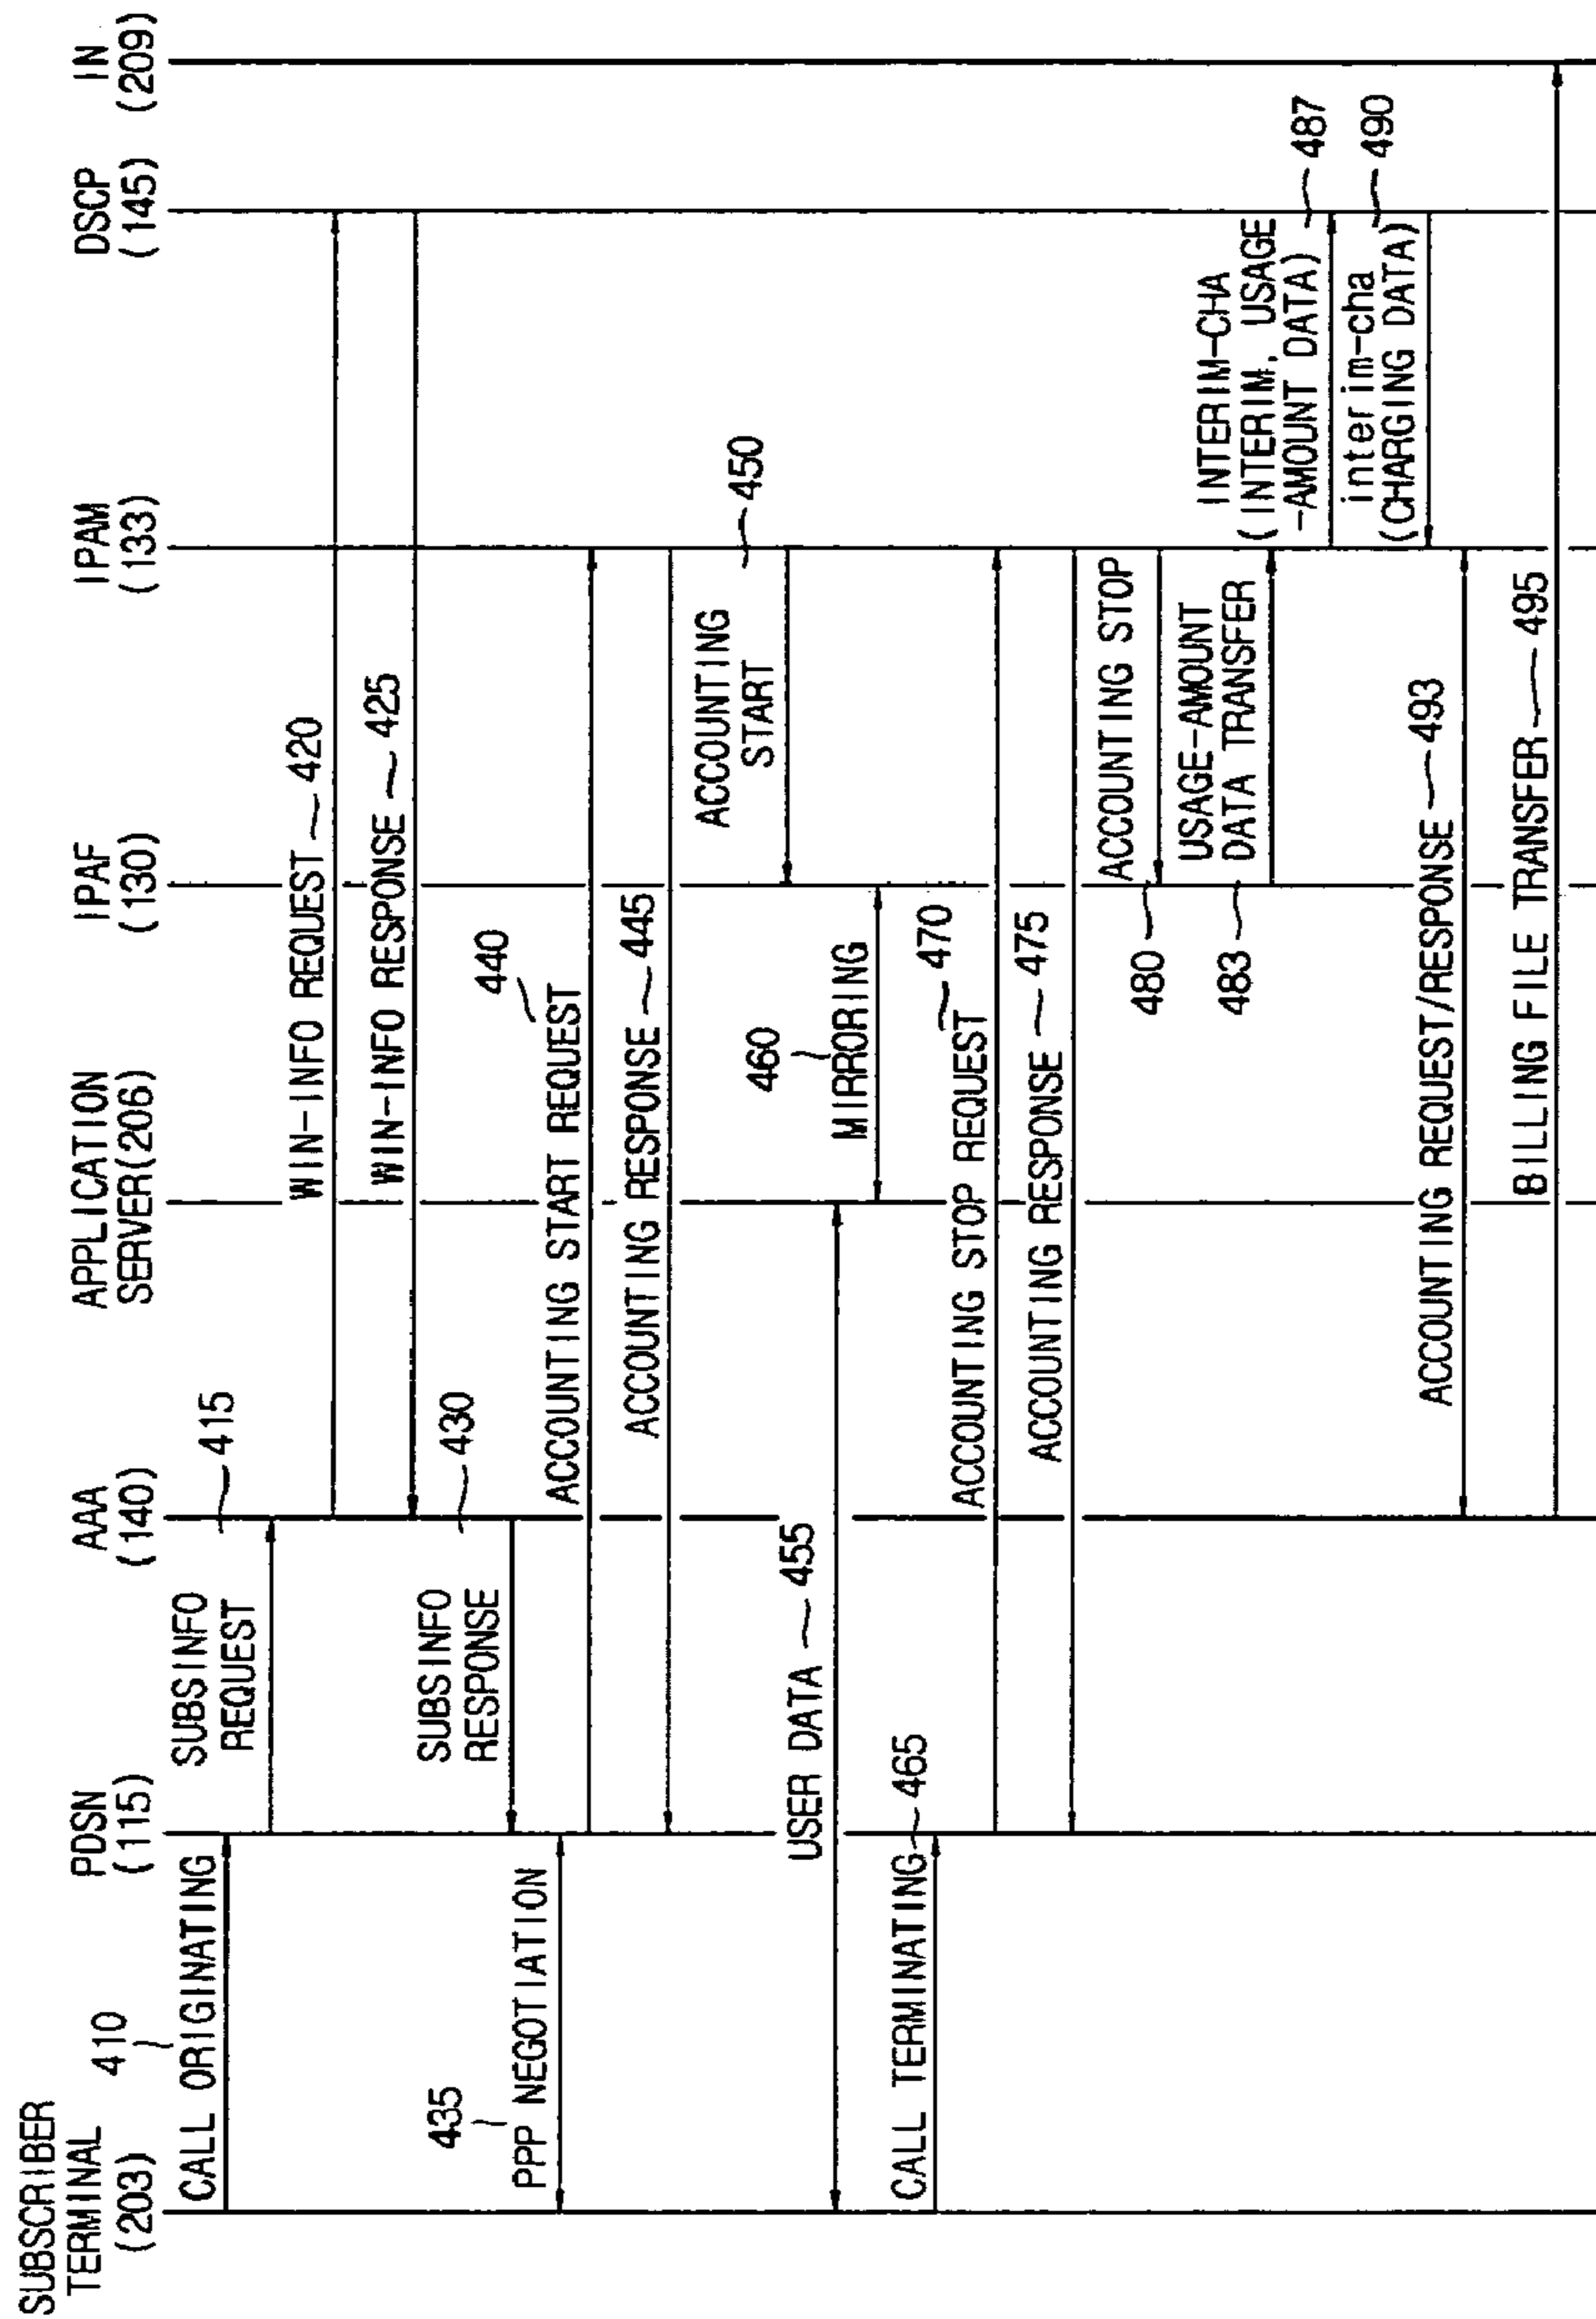 SUBSCRIBER
TERMINAL
(203)
PDSN
(115)
AAA
(140)
APPLICATION
SERVER(206)
IPAF
(130)
IPAM
(133)
DSCP
(145)
IN
(209)
410
CALL ORIGINATING
SUBSINFO
REQUEST
415
WIN-INFO REQUEST 420
WIN-INFO RESPONSE 425
SUBSINFO
RESPONSE
430
435
PPP NEGOTIATION
440
ACCOUNTING START REQUEST
ACCOUNTING RESPONSE 445
ACCOUNTING
START
450
USER DATA 455
460
MIRRORING
CALL TERMINATING 465
ACCOUNTING STOP REQUEST 470
ACCOUNTING RESPONSE 475
ACCOUNTING STOP
480
USAGE-AMOUNT
DATA TRANSFER
483
INTERIM-CHA
(INTERIM, USAGE
-AMOUNT DATA)
487
interim-cha
(CHARGING DATA)
490
ACCOUNTING REQUEST/RESPONSE 493
BILLING FILE TRANSFER 495